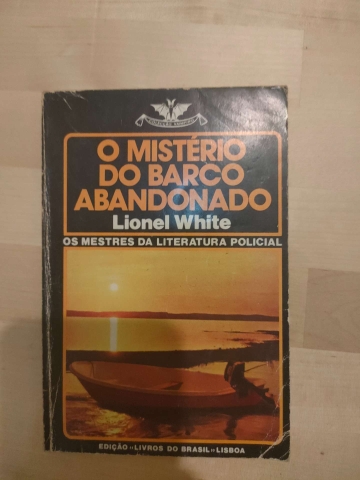 O MISTÉRIO
DO BARCO
ABANDONADO
Lionel White
OS MESTRES DA LITERATURA POLICIAL
EDIÇÃO «LIVROS DO BRASIL» LISBOA